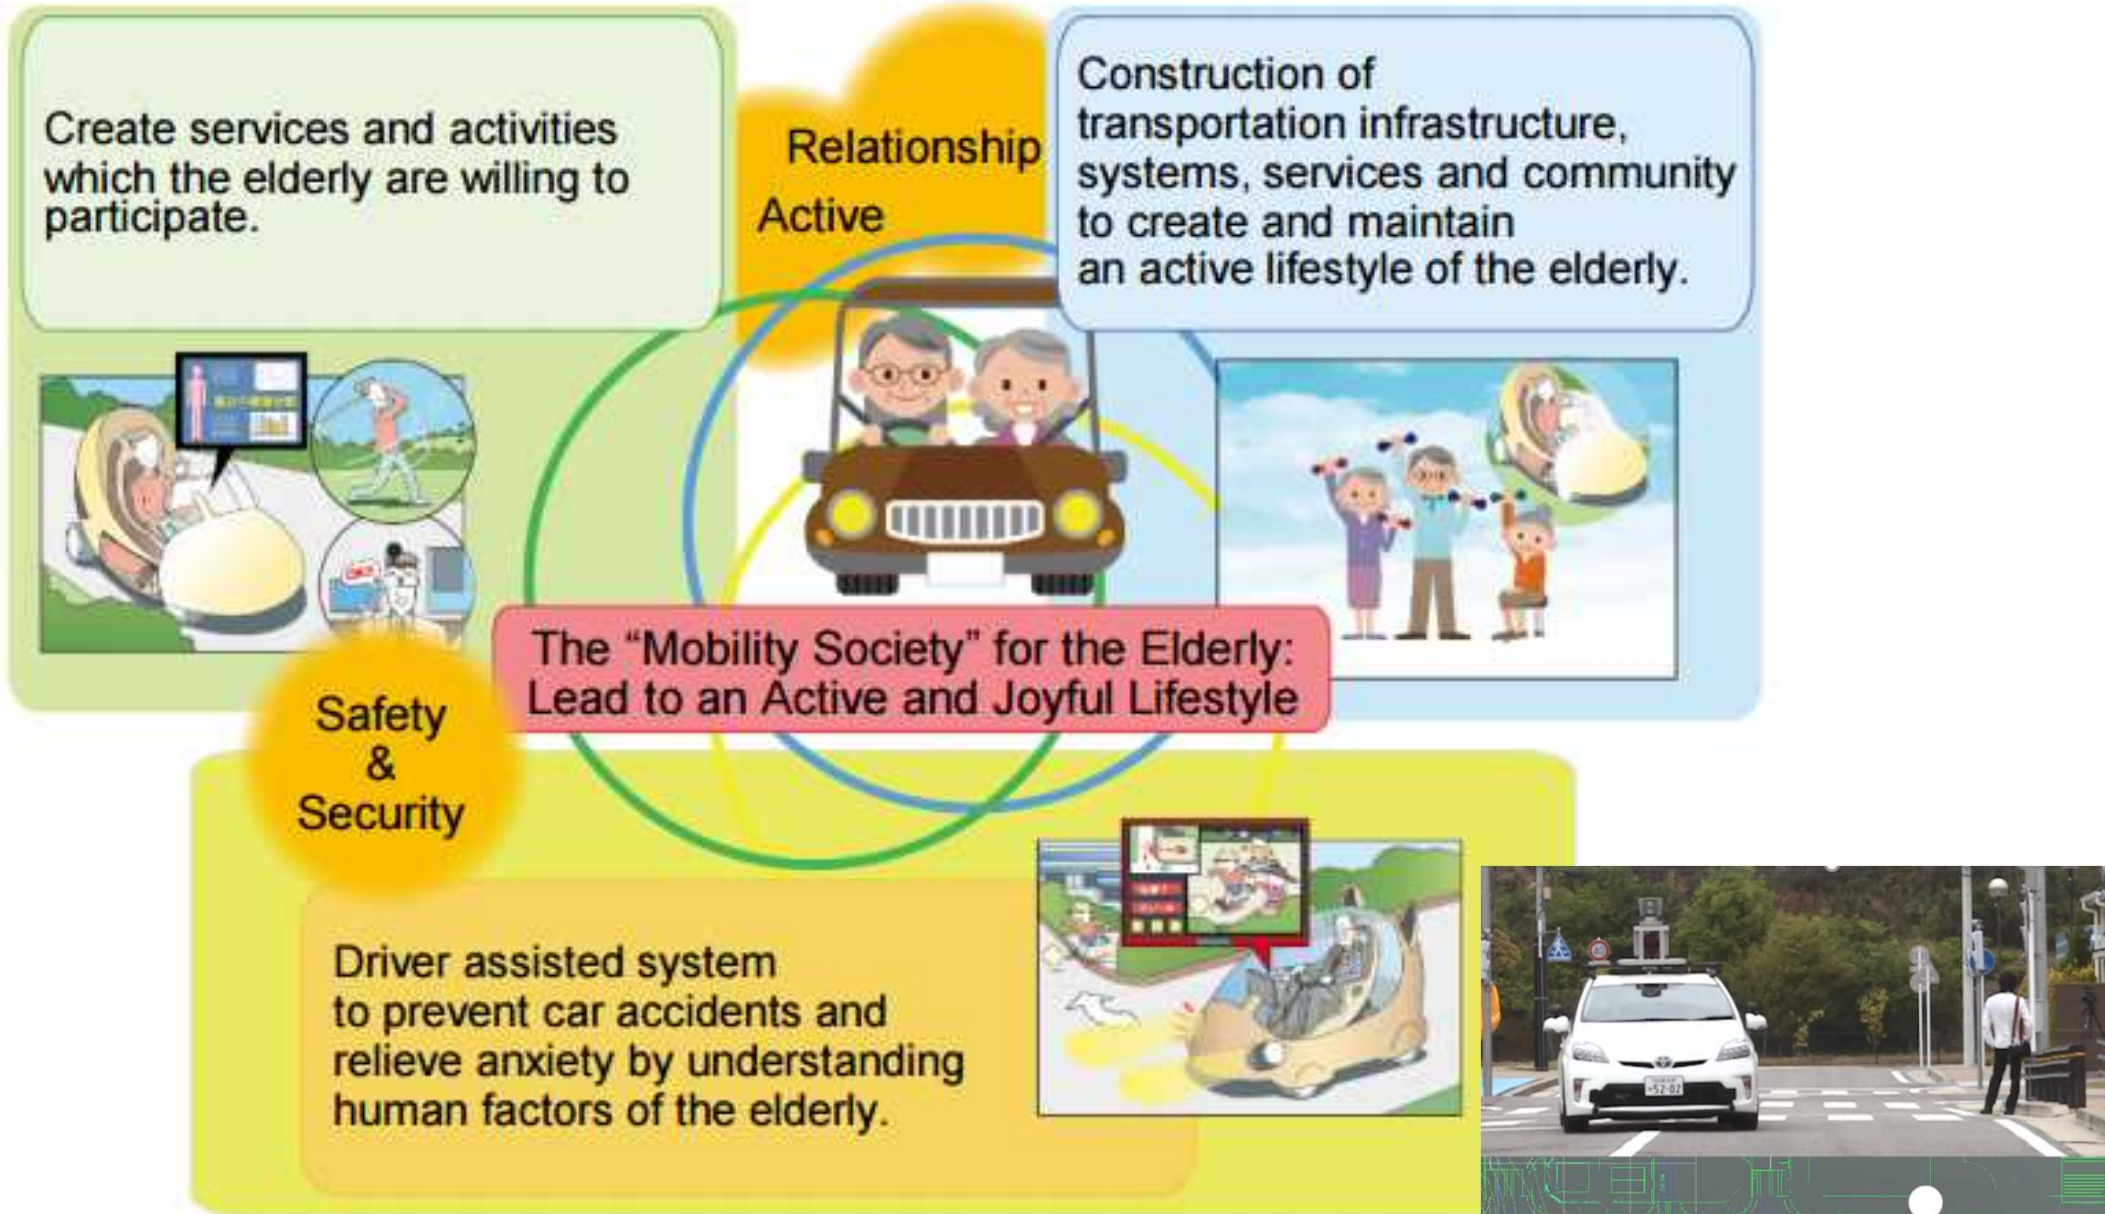 Create services and activities
which the elderly are willing to
participate.
Relationship
Active
Construction of
transportation infrastructure,
systems, services and community
to create and maintain
an active lifestyle of the elderly.
The “Mobility Society” for the Elderly:
Lead to an Active and Joyful Lifestyle
Safety
&
Security
Driver assisted system
to prevent car accidents and
relieve anxiety by understanding
human factors of the elderly.
52-02